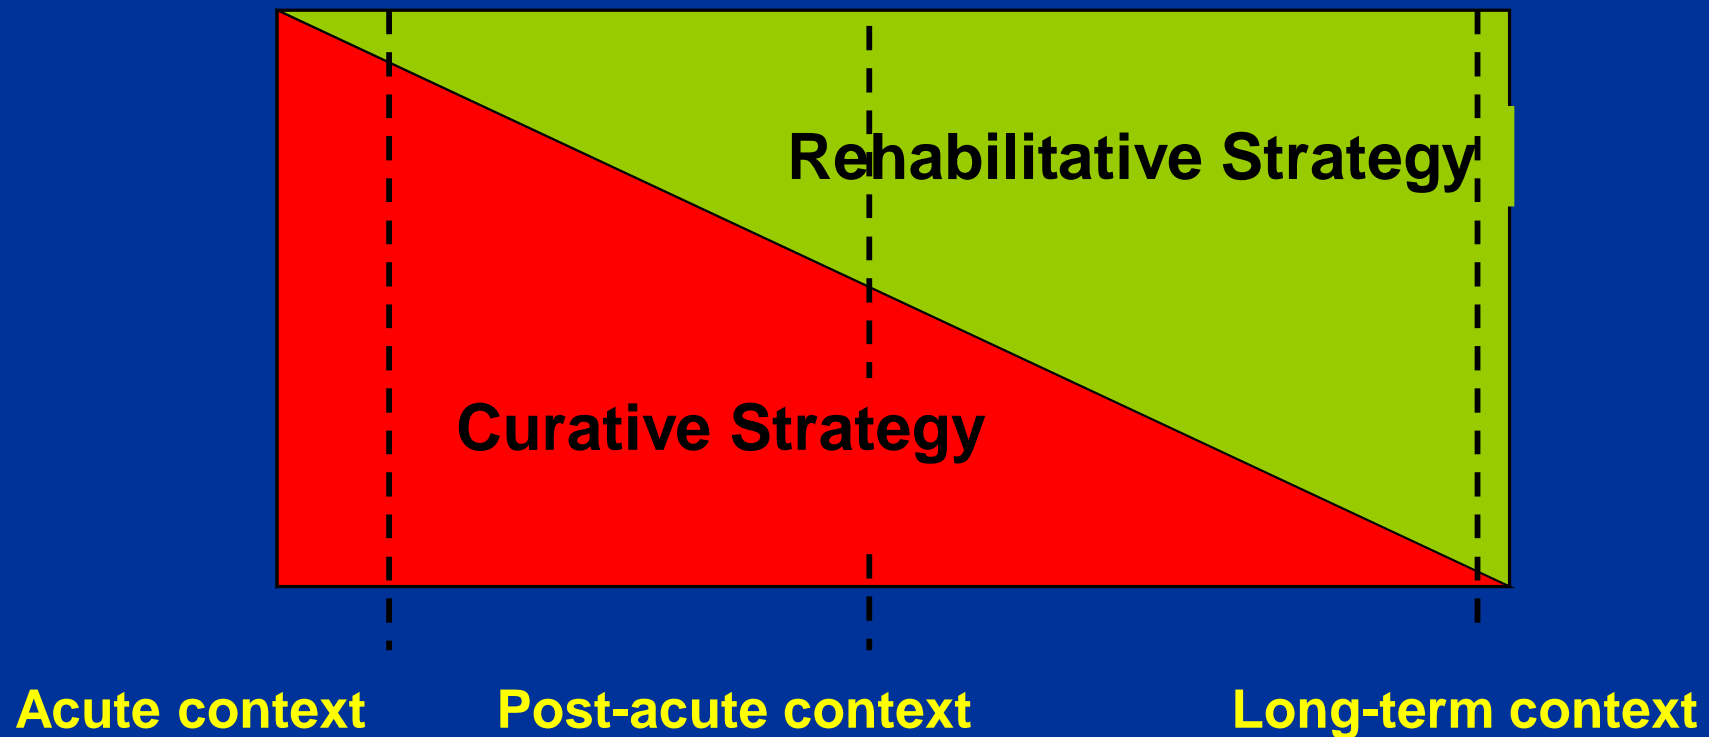 Rehabilitative Strategy
Curative Strategy
Acute context
Post-acute context
Long-term context